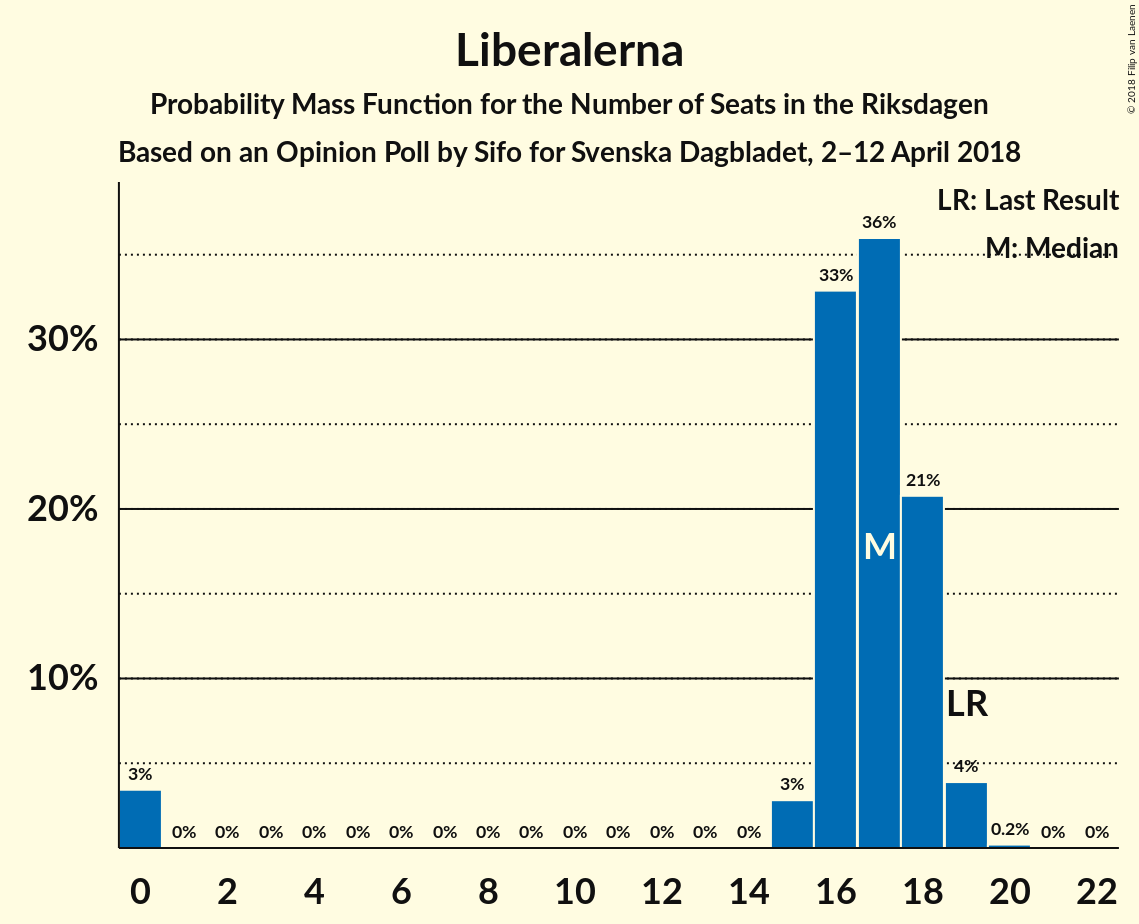 Liberalerna
Probability Mass Function for the Number of Seats in the Riksdagen
Based on an Opinion Poll by Sifo for Svenska Dagbladet, 2–12 April 2018
© 2018 Filip van Laenen
LR: Last Result
M: Median
30%
20%
10%
3% 0% 0% 0% 0% 0% 0% 0% 0% 0% 0% 0% 0% 0% 0% 3% 33% 36% 21% 4% 0.2% 0% 0%
M
LR
0 2 4 6 8 10 12 14 16 18 20 22